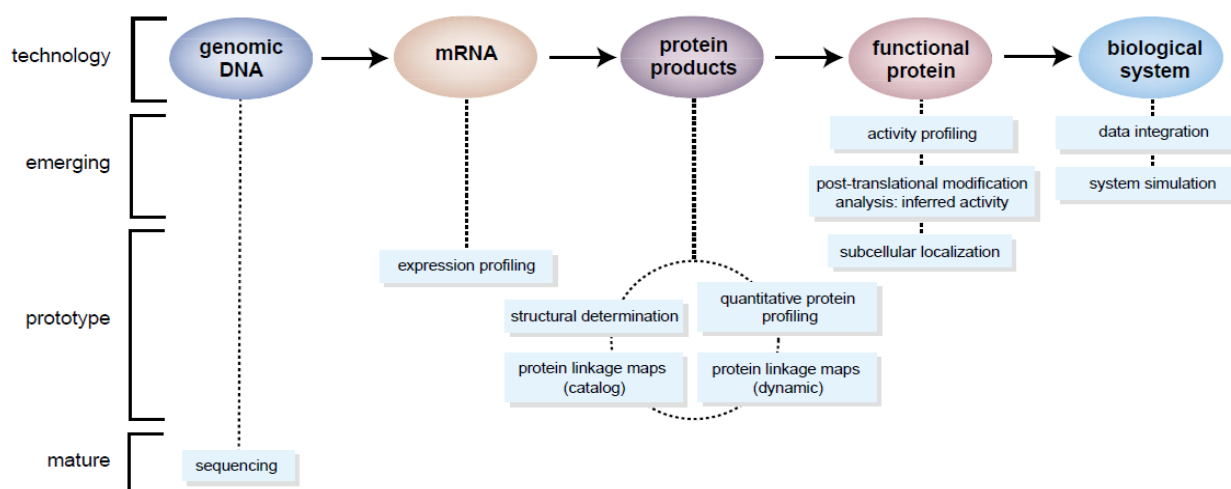 technology
genomic
DNA
mRNA
protein
products
functional
protein
biological
system
emerging
activity profiling
data integration
post-translational modification
analysis: inferred activity
system simulation
subcellular localization
prototype
expression profiling
structural determination
quantitative protein
profiling
protein linkage maps
(catalog)
protein linkage maps
(dynamic)
mature
sequencing